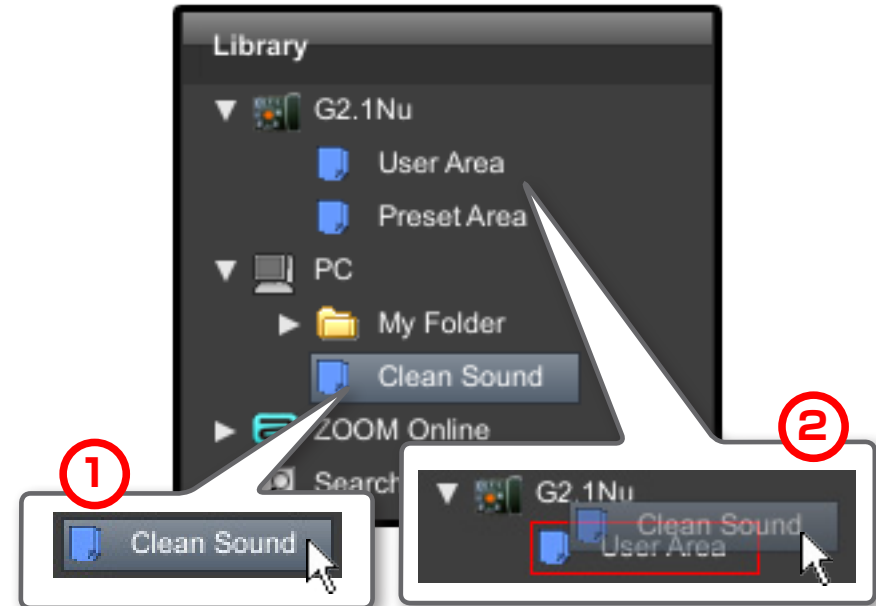 Library
G2.1Nu
User Area
Preset Area
PC
My Folder
Clean Sound
ZOOM Online
Search
1
Clean Sound
2
G2.1Nu
Clean Sound
User Area